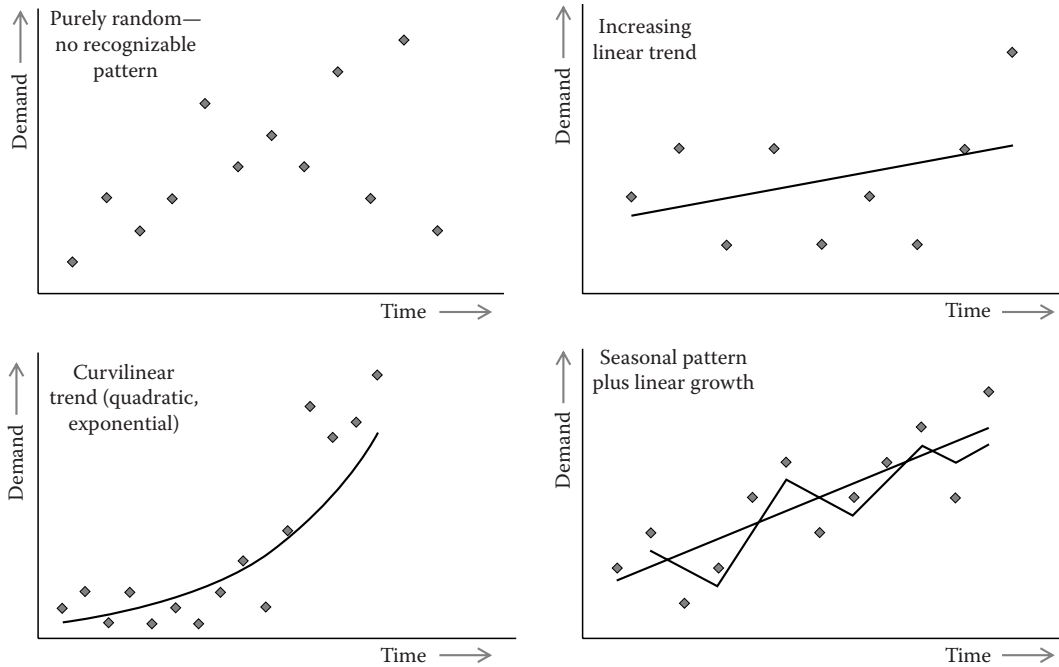 Purely random—
no recognizable
pattern
Demand
Time
Increasing
linear trend
Demand
Time
Curvilinear
trend (quadratic,
exponential)
Demand
Time
Seasonal pattern
plus linear growth
Demand
Time